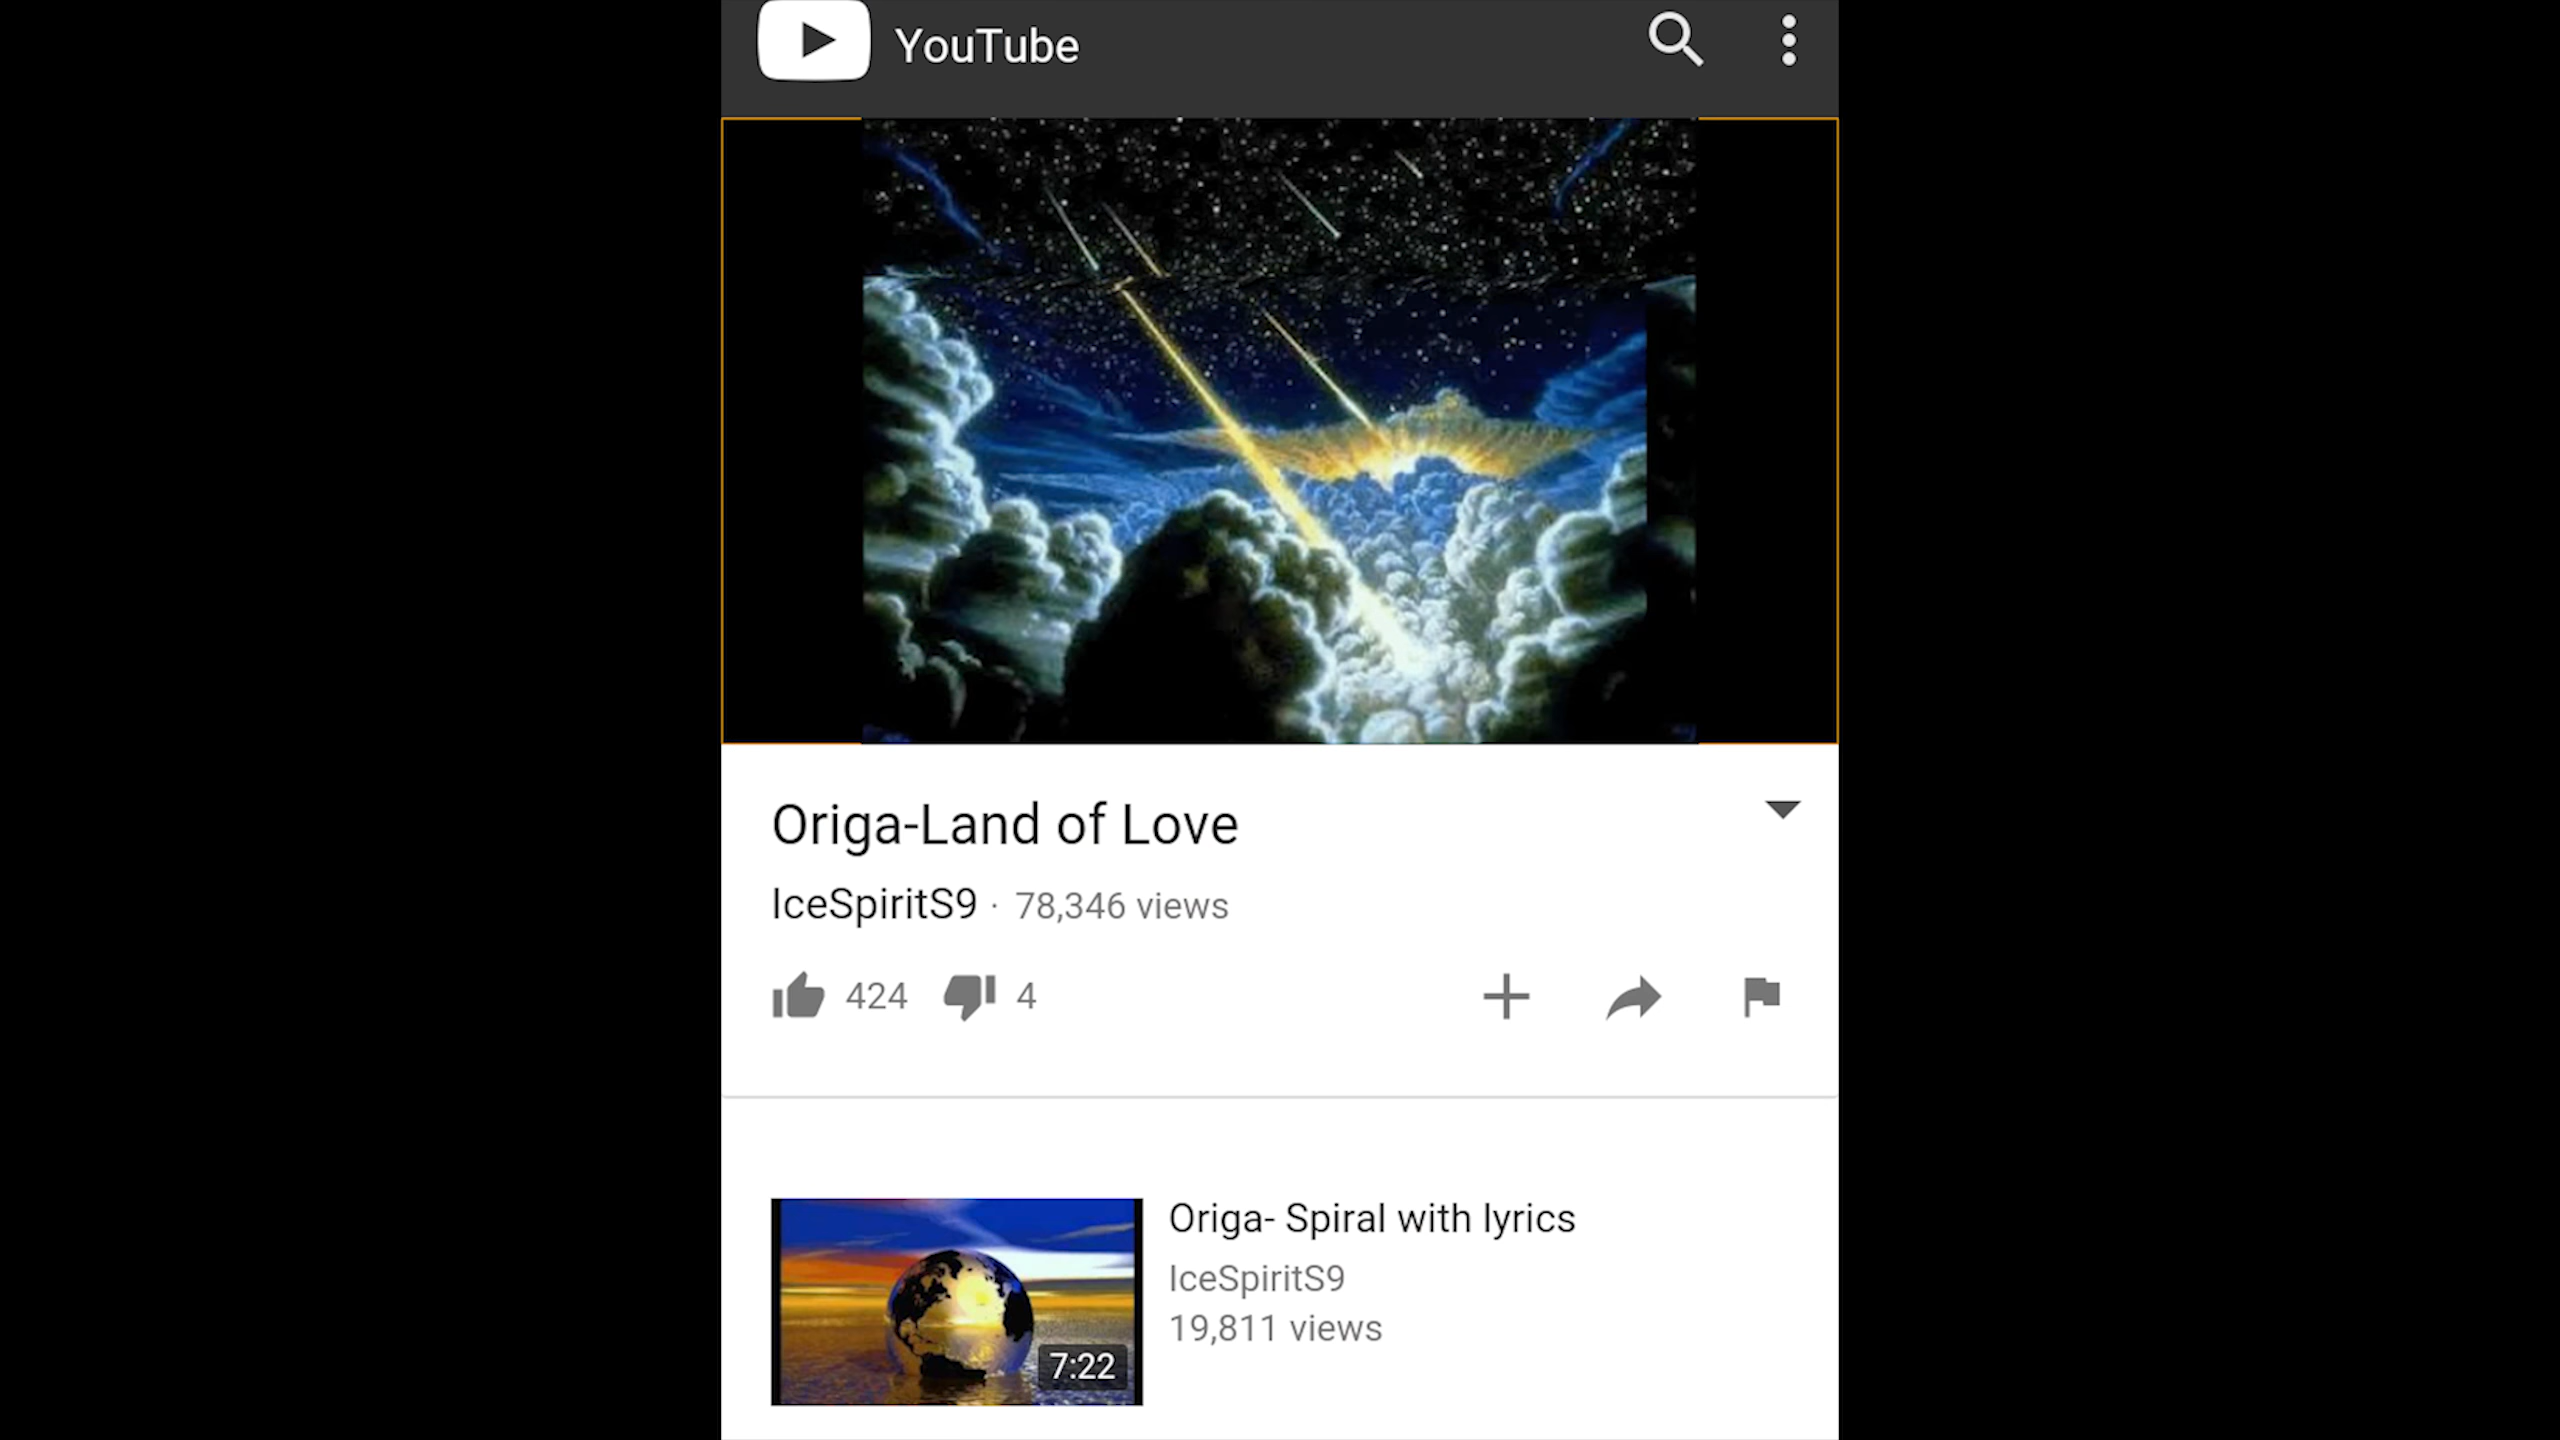 YouTube
Origa-Land of Love
IceSpiritS9 · 78,346 views
424 4
Origa- Spiral with lyrics
IceSpiritS9
19,811 views
7:22